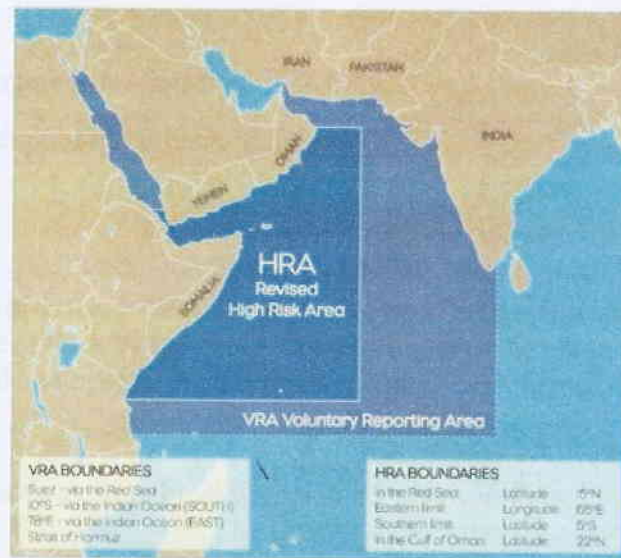 IRAN
PAKISTAN
INDIA
OMAN
YEMEN
SOMALIA
HRA
Revised
High Risk Area
VRA Voluntary Reporting Area
VRA BOUNDARIES
Suez - via the Red Sea
10°S - via the Indian Ocean (SOUTH)
78°E - via the Indian Ocean (EAST)
Strait of Hormuz
HRA BOUNDARIES
In the Red Sea: Latitude 15°N
Eastern limit Longitude 65°E
Southern limit Latitude 5°S
In the Gulf of Oman Latitude 22°N